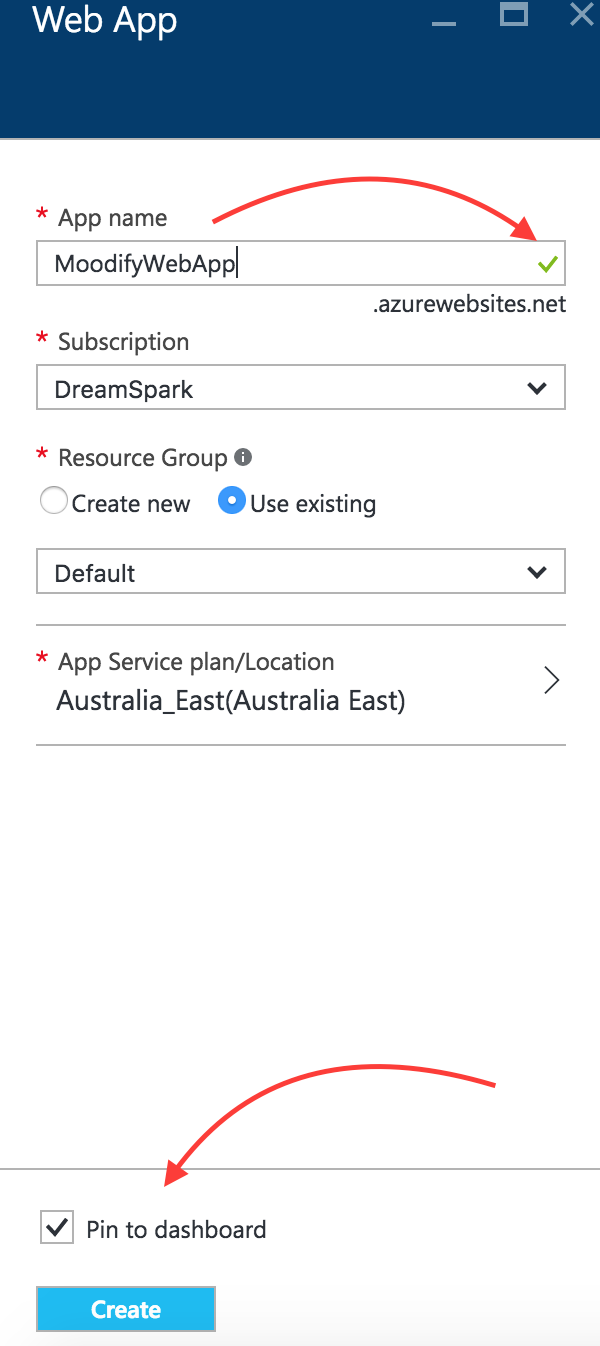 Web App
* App name
MoodifyWebApp
.azurewebsites.net
* Subscription
DreamSpark
* Resource Group
Create new Use existing
Default
* App Service plan/Location
Australia_East(Australia East)
Pin to dashboard
Create